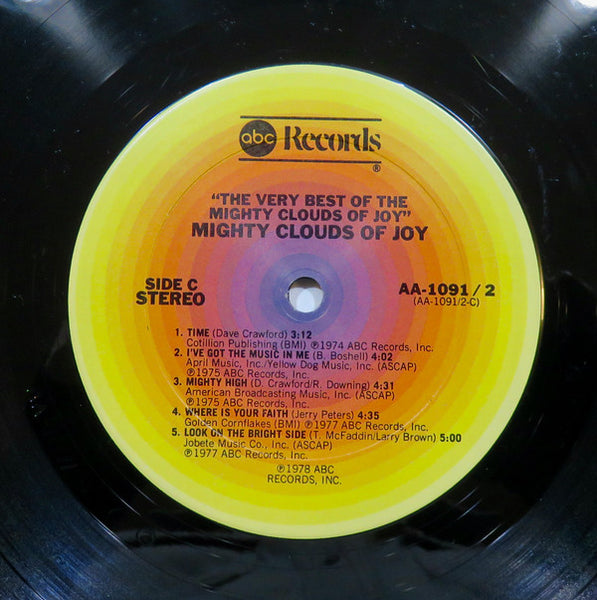 abc Records
®
"THE VERY BEST OF THE
MIGHTY CLOUDS OF JOY"
MIGHTY CLOUDS OF JOY
SIDE C
STEREO
AA-1091/2
(AA-1091/2-C)
1. TIME (Dave Crawford) 3:12
Cotillion Publishing (BMI) ℗1974 ABC Records, Inc.
2. I'VE GOT THE MUSIC IN ME (B. Boshell) 4:02
April Music, Inc./Yellow Dog Music, Inc. (ASCAP)
℗1975 ABC Records, Inc.
3. MIGHTY HIGH (D. Crawford/R. Downing) 4:31
American Broadcasting Music, Inc. (ASCAP)
℗1975 ABC Records, Inc.
4. WHERE IS YOUR FAITH (Jerry Peters) 4:35
Golden Cornflakes (BMI) ℗1977 ABC Records, Inc.
5. LOOK ON THE BRIGHT SIDE (T. McFaddin/Larry Brown) 5:00
Jobete Music Co., Inc. (ASCAP)
℗1977 ABC Records, Inc.
℗1978 ABC
RECORDS, INC.